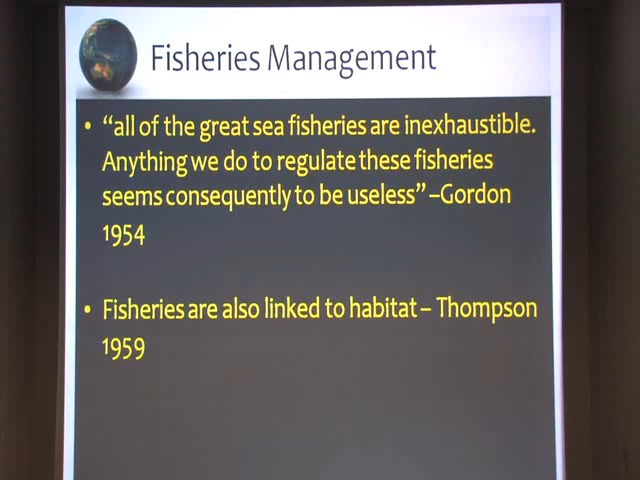 Fisheries Management
• “all of the great sea fisheries are inexhaustible.
Anything we do to regulate these fisheries
seems consequently to be useless” –Gordon
1954
• Fisheries are also linked to habitat – Thompson
1959